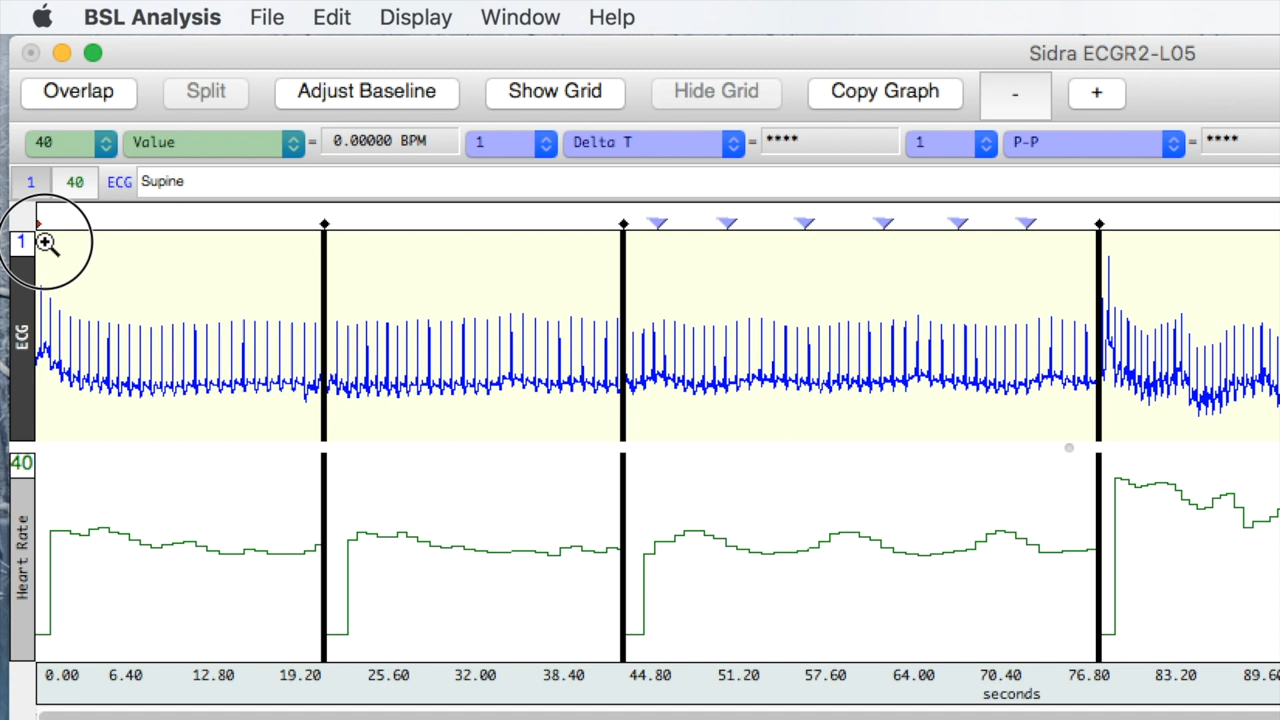 BSL Analysis File Edit Display Window Help
Sidra ECGR2-L05
Overlap Split Adjust Baseline Show Grid Hide Grid Copy Graph - +
40 Value = 0.00000 BPM 1 Delta T = **** 1 P-P = ****
1 40 ECG Supine
1
ECG
40
Heart Rate
0.00 6.40 12.80 19.20 25.60 32.00 38.40 44.80 51.20 57.60 64.00 70.40 76.80 83.20 89.60
seconds